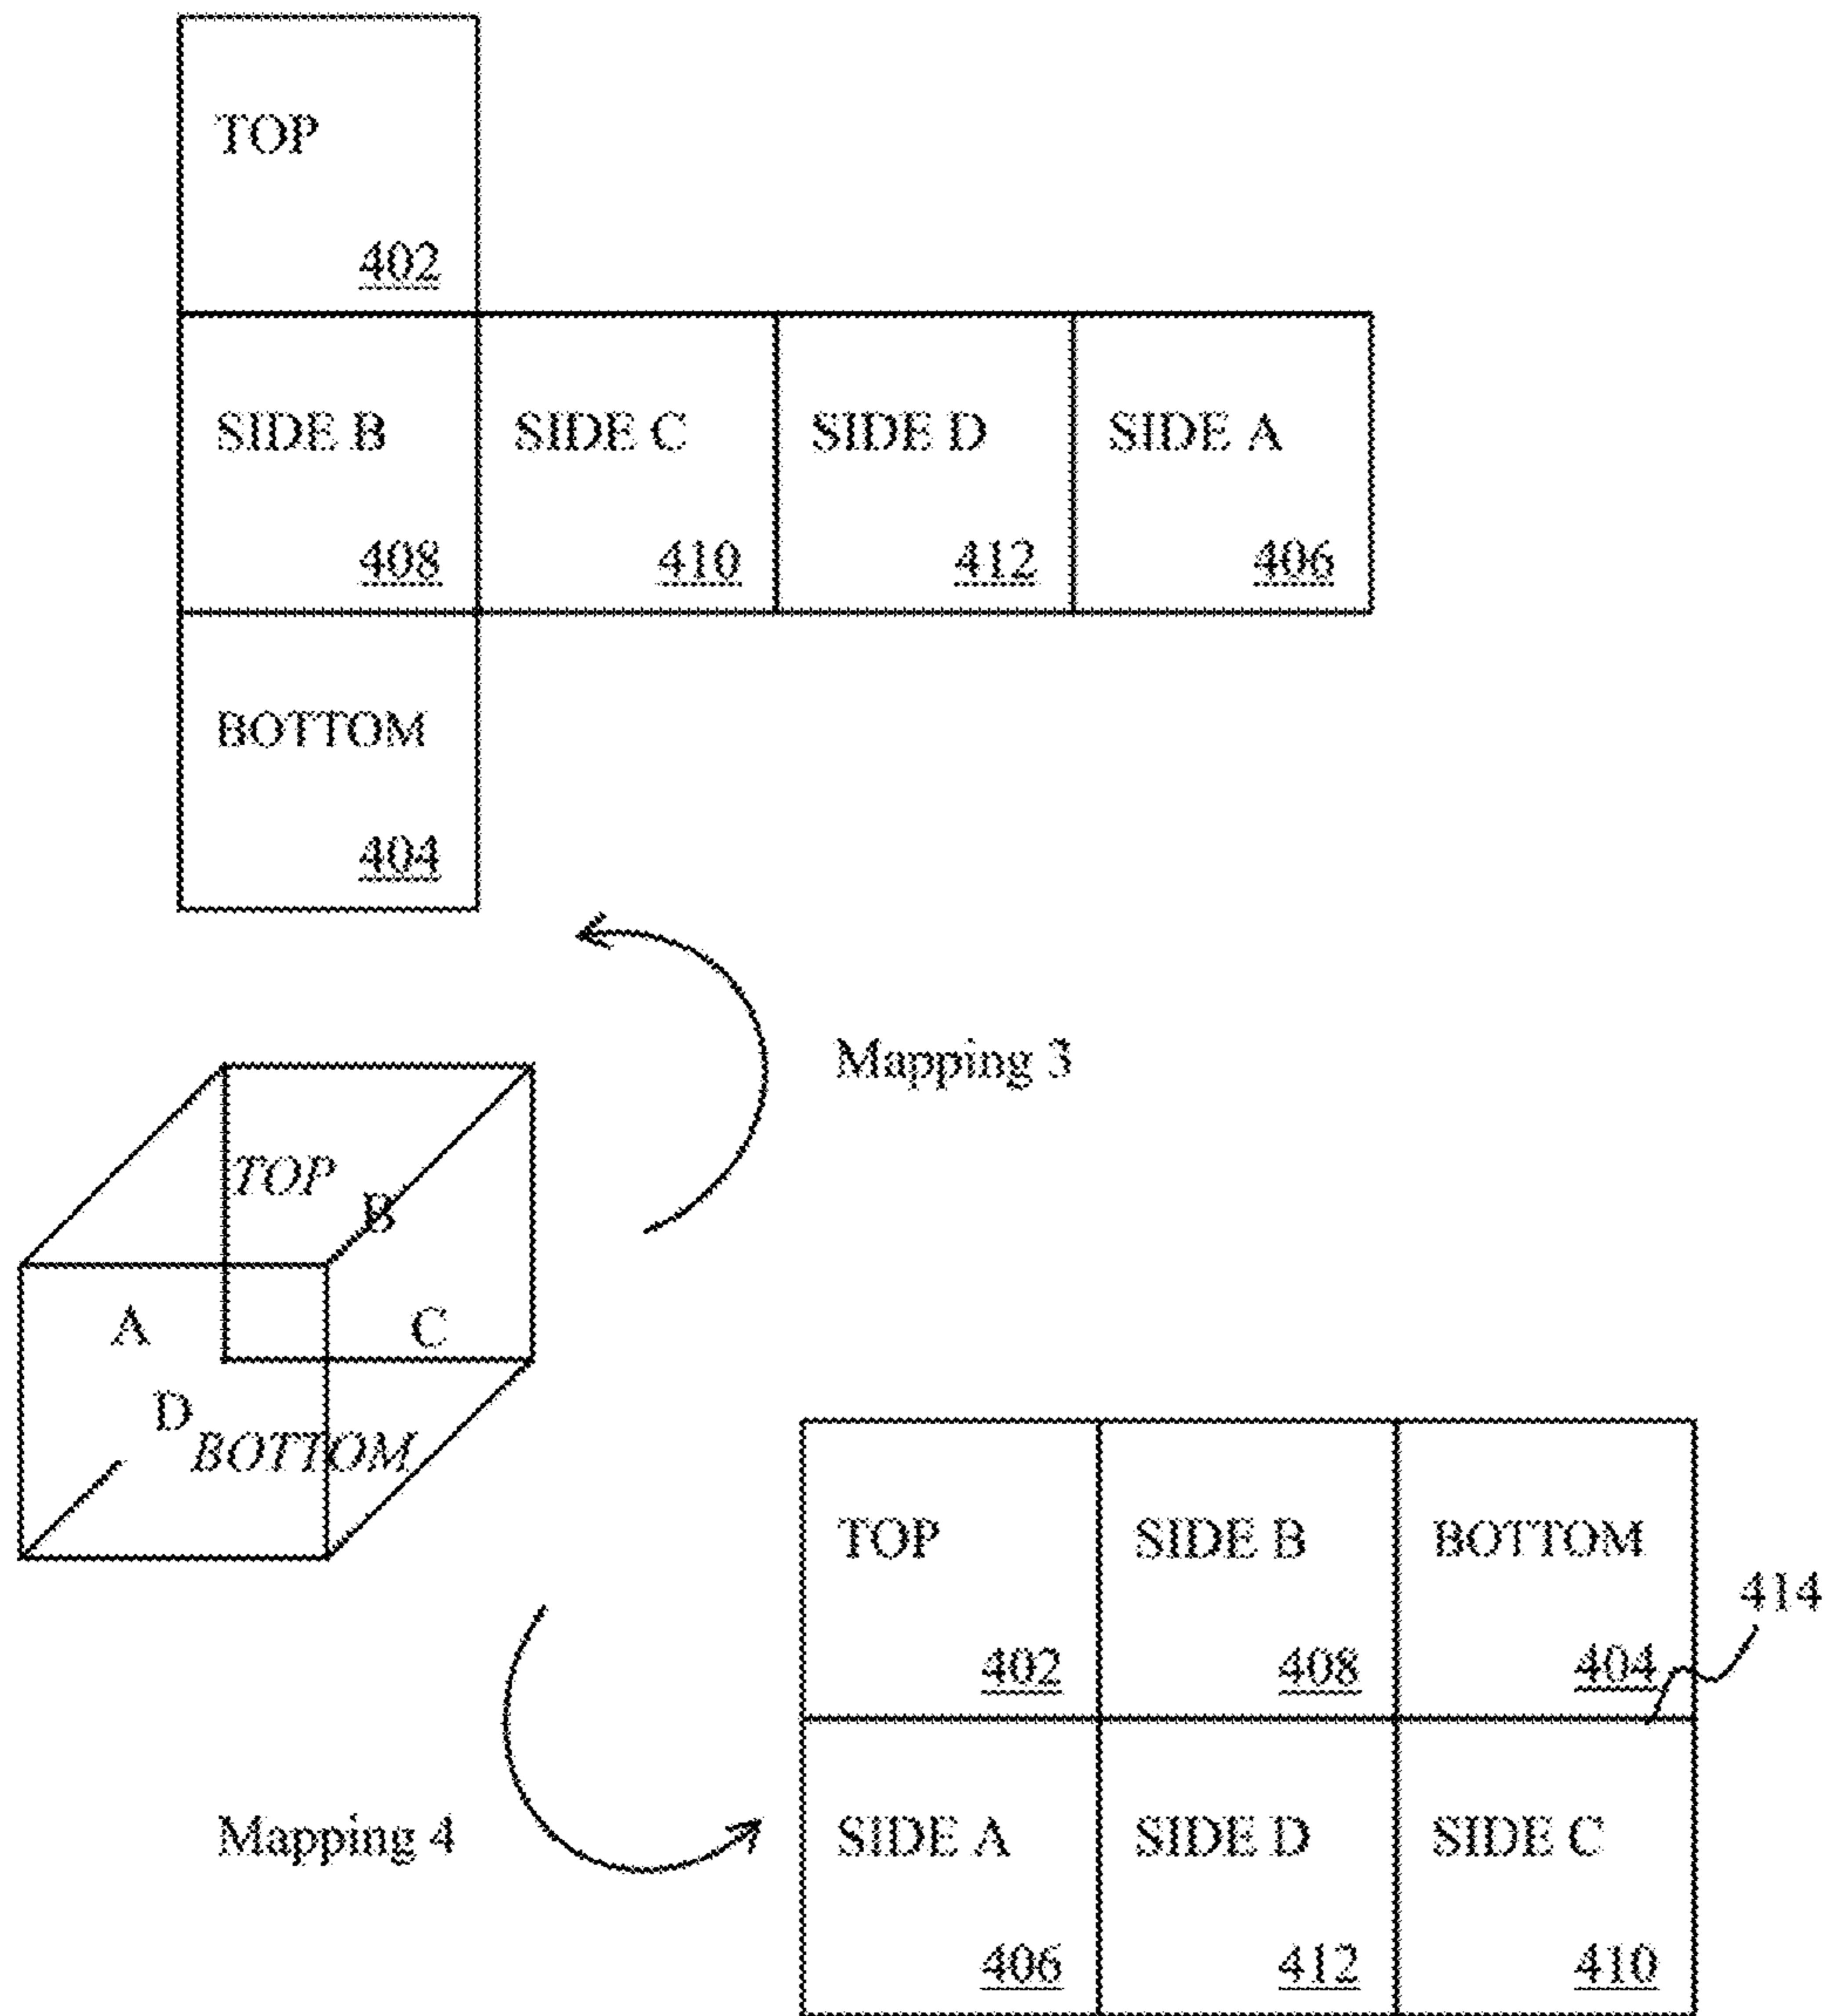 TOP
402
SIDE B SIDE C SIDE D SIDE A
408 410 412 406
BOTTOM
404
Mapping 3
TOP
B
A
C
D
BOTTOM
TOP SIDE B BOTTOM
414
402 408 404
Mapping 4
SIDE A SIDE D SIDE C
406 412 410